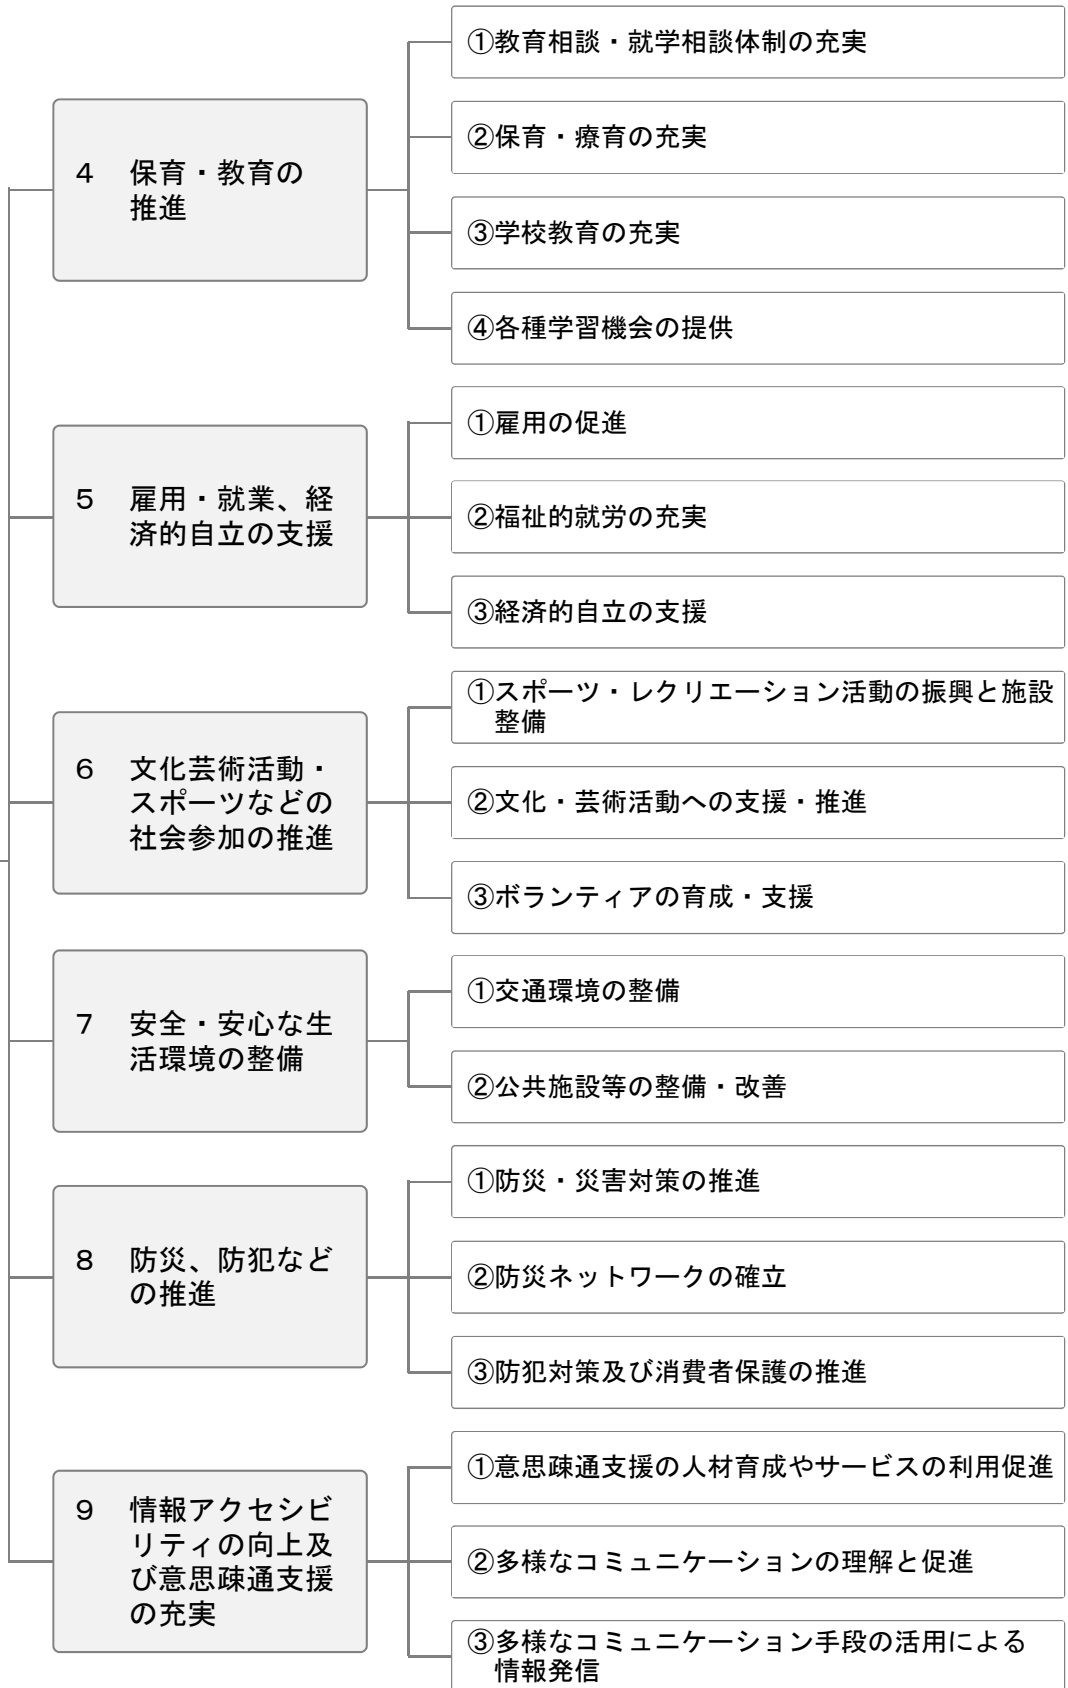 4 保育・教育の
推進
①教育相談・就学相談体制の充実
②保育・療育の充実
③学校教育の充実
④各種学習機会の提供
5 雇用・就業、経
済的自立の支援
①雇用の促進
②福祉的就労の充実
③経済的自立の支援
6 文化芸術活動・
スポーツなどの
社会参加の推進
①スポーツ・レクリエーション活動の振興と施設
整備
②文化・芸術活動への支援・推進
③ボランティアの育成・支援
7 安全・安心な生
活環境の整備
①交通環境の整備
②公共施設等の整備・改善
8 防災、防犯など
の推進
①防災・災害対策の推進
②防災ネットワークの確立
③防犯対策及び消費者保護の推進
9 情報アクセシビ
リティの向上及
び意思疎通支援
の充実
①意思疎通支援の人材育成やサービスの利用促進
②多様なコミュニケーションの理解と促進
③多様なコミュニケーション手段の活用による
情報発信